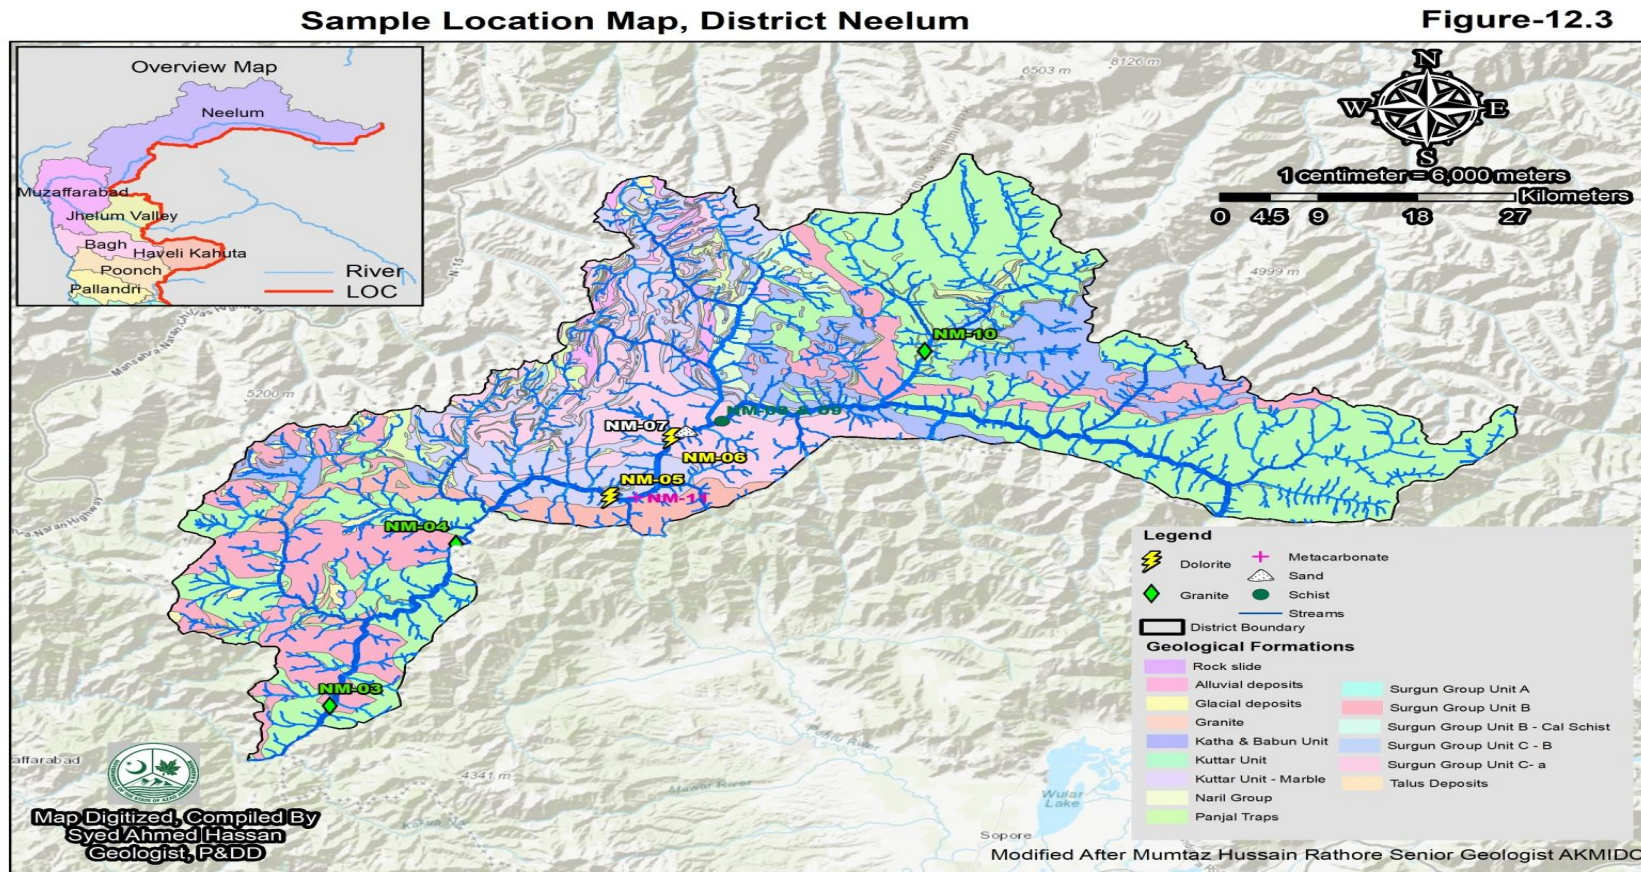 Sample Location Map, District Neelum
Figure-12.3
Overview Map
Neelum
Muzaffarabad
Jhelum Valley
Bagh
Haveli Kahuta
Poonch
Pallandri
River
LOC
N 15
6503 m
8126 m
N
W
E
S
1 centimeter = 6,000 meters
Kilometers
0 4.5 9 18 27
4999 m
5200 m
NM-10
NM-07
NM-06
NM-05
NM-11
NM-04
NM-03
4341 m
Wular
Lake
Sopore
affarabad
Legend
Dolorite
Granite
Metacarbonate
Sand
Schist
Streams
District Boundary
Geological Formations
Rock slide
Alluvial deposits
Glacial deposits
Granite
Katha & Babun Unit
Kuttar Unit
Kuttar Unit - Marble
Naril Group
Panjal Traps
Surgun Group Unit A
Surgun Group Unit B
Surgun Group Unit B - Cal Schist
Surgun Group Unit C - B
Surgun Group Unit C- a
Talus Deposits
Map Digitized, Compiled By
Syed Ahmed Hassan
Geologist, P&DD
Modified After Mumtaz Hussain Rathore Senior Geologist AKMIDC